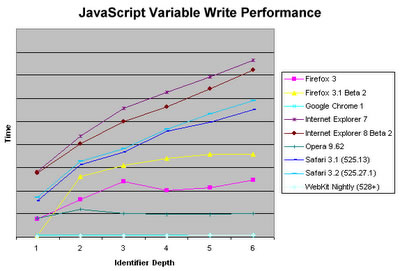 JavaScript Variable Write Performance
Time
1 2 3 4 5 6
Identifier Depth
Firefox 3
Firefox 3.1 Beta 2
Google Chrome 1
Internet Explorer 7
Internet Explorer 8 Beta 2
Opera 9.62
Safari 3.1 (525.13)
Safari 3.2 (525.27.1)
WebKit Nightly (528+)